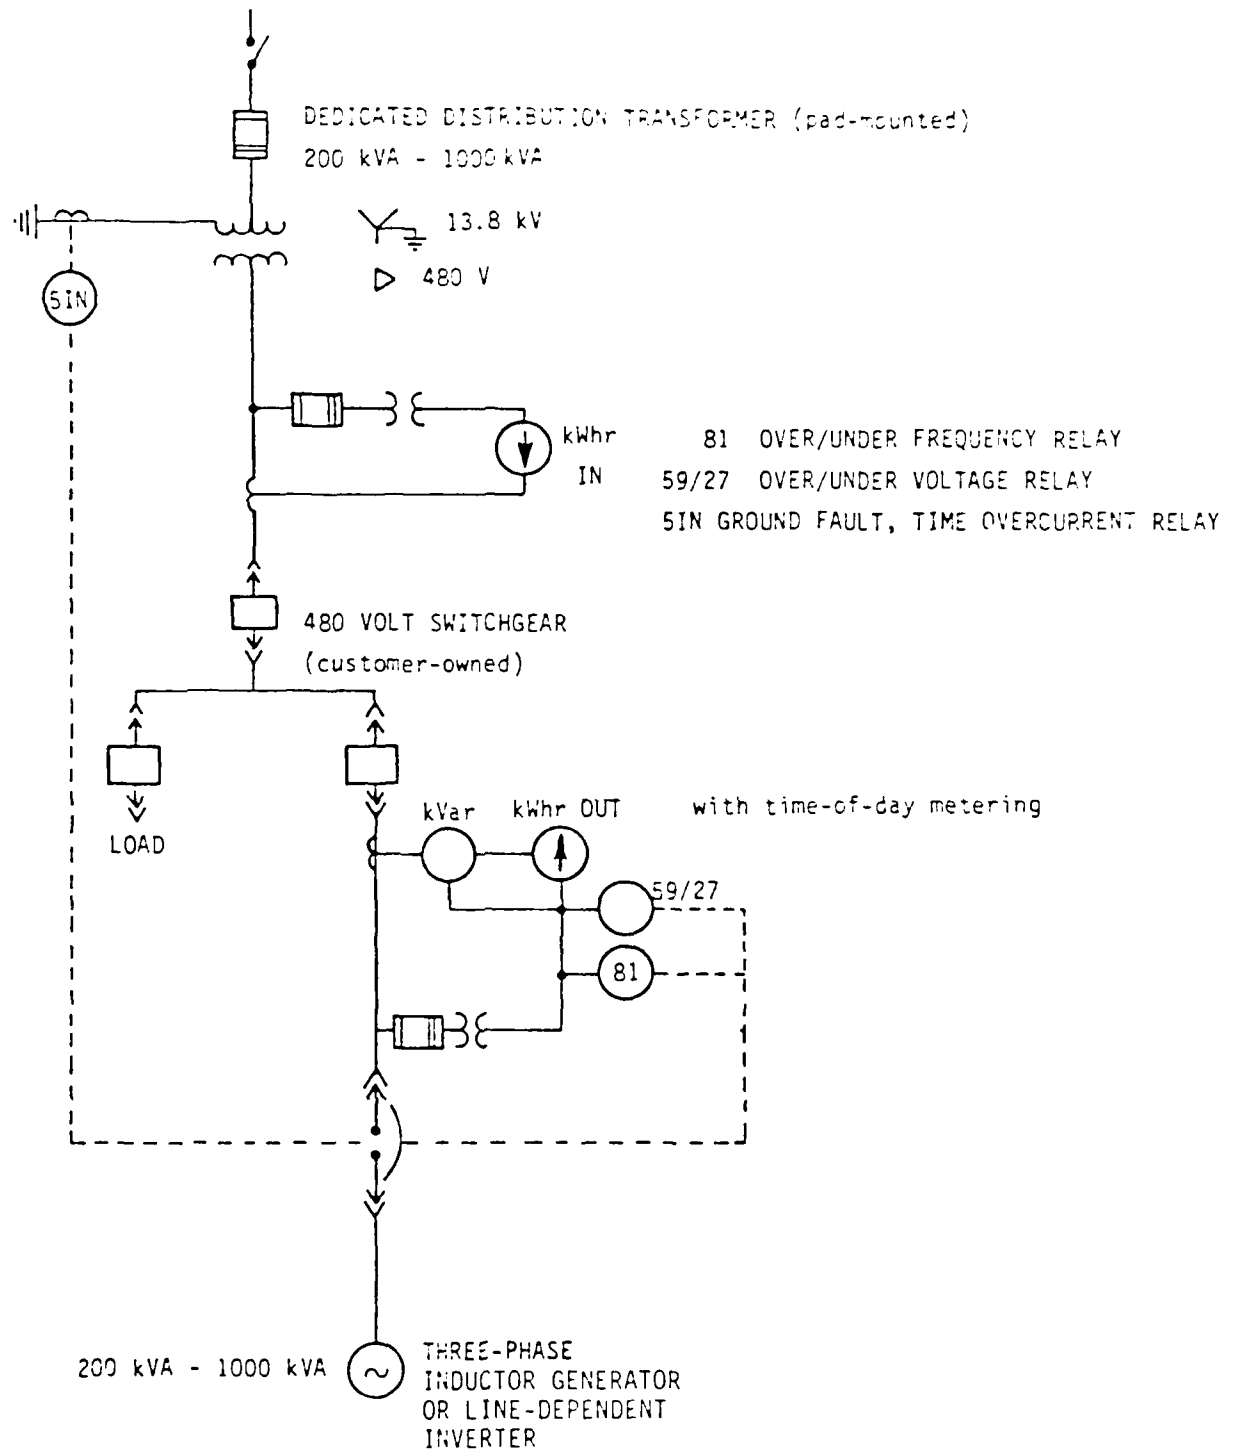 DEDICATED DISTRIBUTION TRANSFORMER (pad-mounted)
200 kVA - 1000 kVA
13.8 kV
480 V
5IN
kWhr
IN
81 OVER/UNDER FREQUENCY RELAY
59/27 OVER/UNDER VOLTAGE RELAY
5IN GROUND FAULT, TIME OVERCURRENT RELAY
480 VOLT SWITCHGEAR
(customer-owned)
LOAD
kVar
kWhr OUT
with time-of-day metering
59/27
81
200 kVA - 1000 kVA
THREE-PHASE
INDUCTOR GENERATOR
OR LINE-DEPENDENT
INVERTER